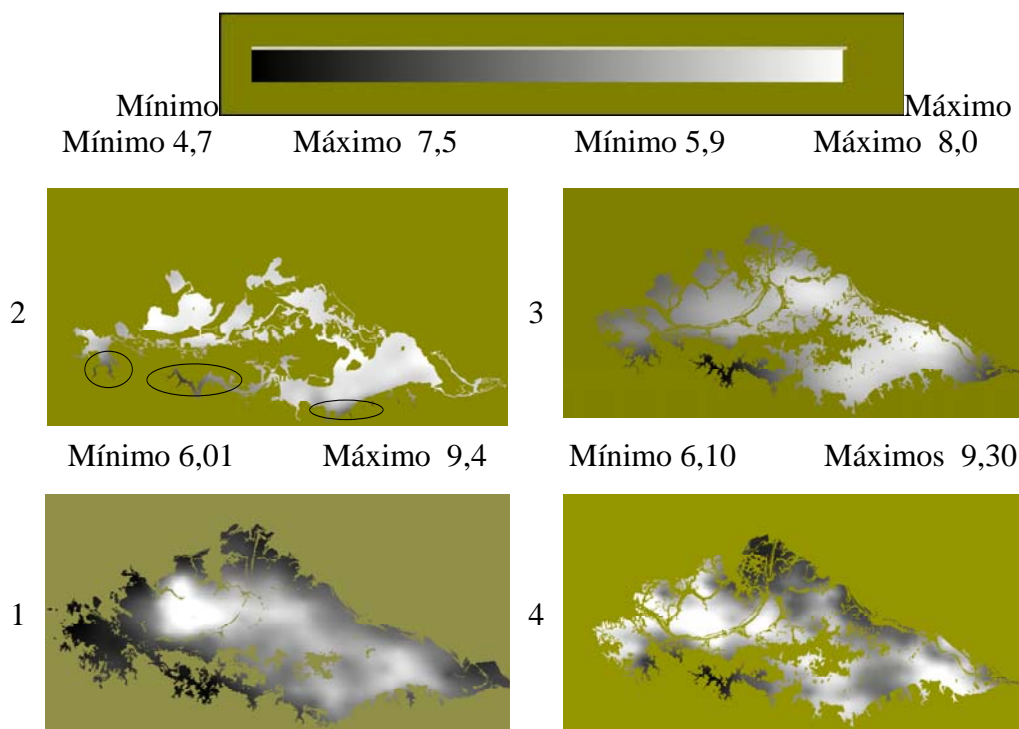 Mínimo Máximo
Mínimo 4,7 Máximo 7,5 Mínimo 5,9 Máximo 8,0
2 3
Mínimo 6,01 Máximo 9,4 Mínimo 6,10 Máximos 9,30
1 4